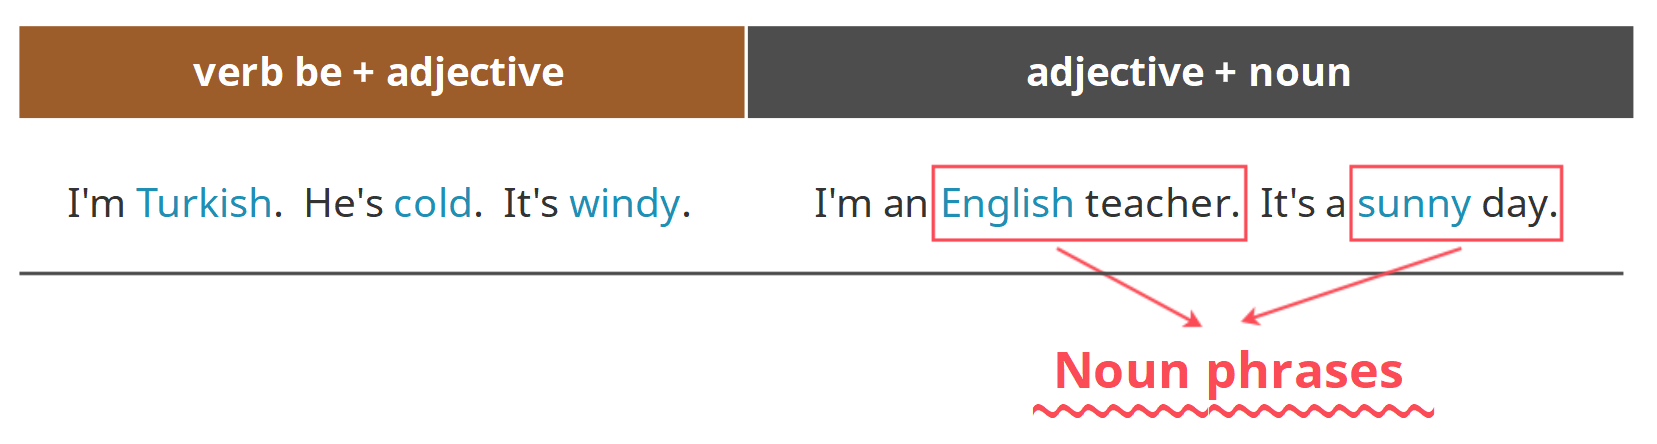 verb be + adjective
adjective + noun
I'm Turkish. He's cold. It's windy.
I'm an English teacher. It's a sunny day.
Noun phrases